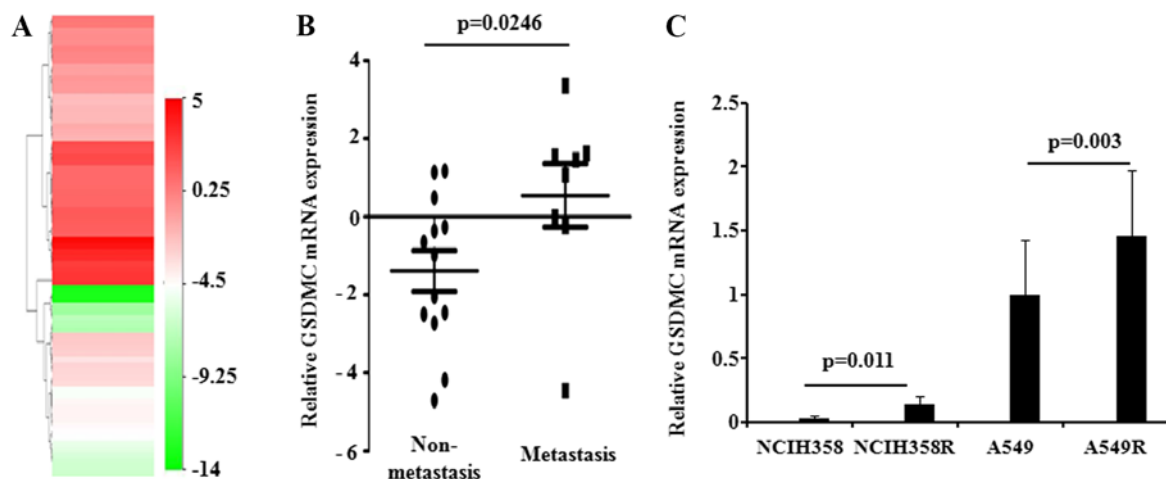 A
5
0.25
-4.5
-9.25
-14
B
p=0.0246
Relative GSDMC mRNA expression
4
2
0
-2
-4
-6
Non-
metastasis
Metastasis
C
Relative GSDMC mRNA expression
2.5
2
1.5
1
0.5
0
p=0.011
p=0.003
NCIH358
NCIH358R
A549
A549R